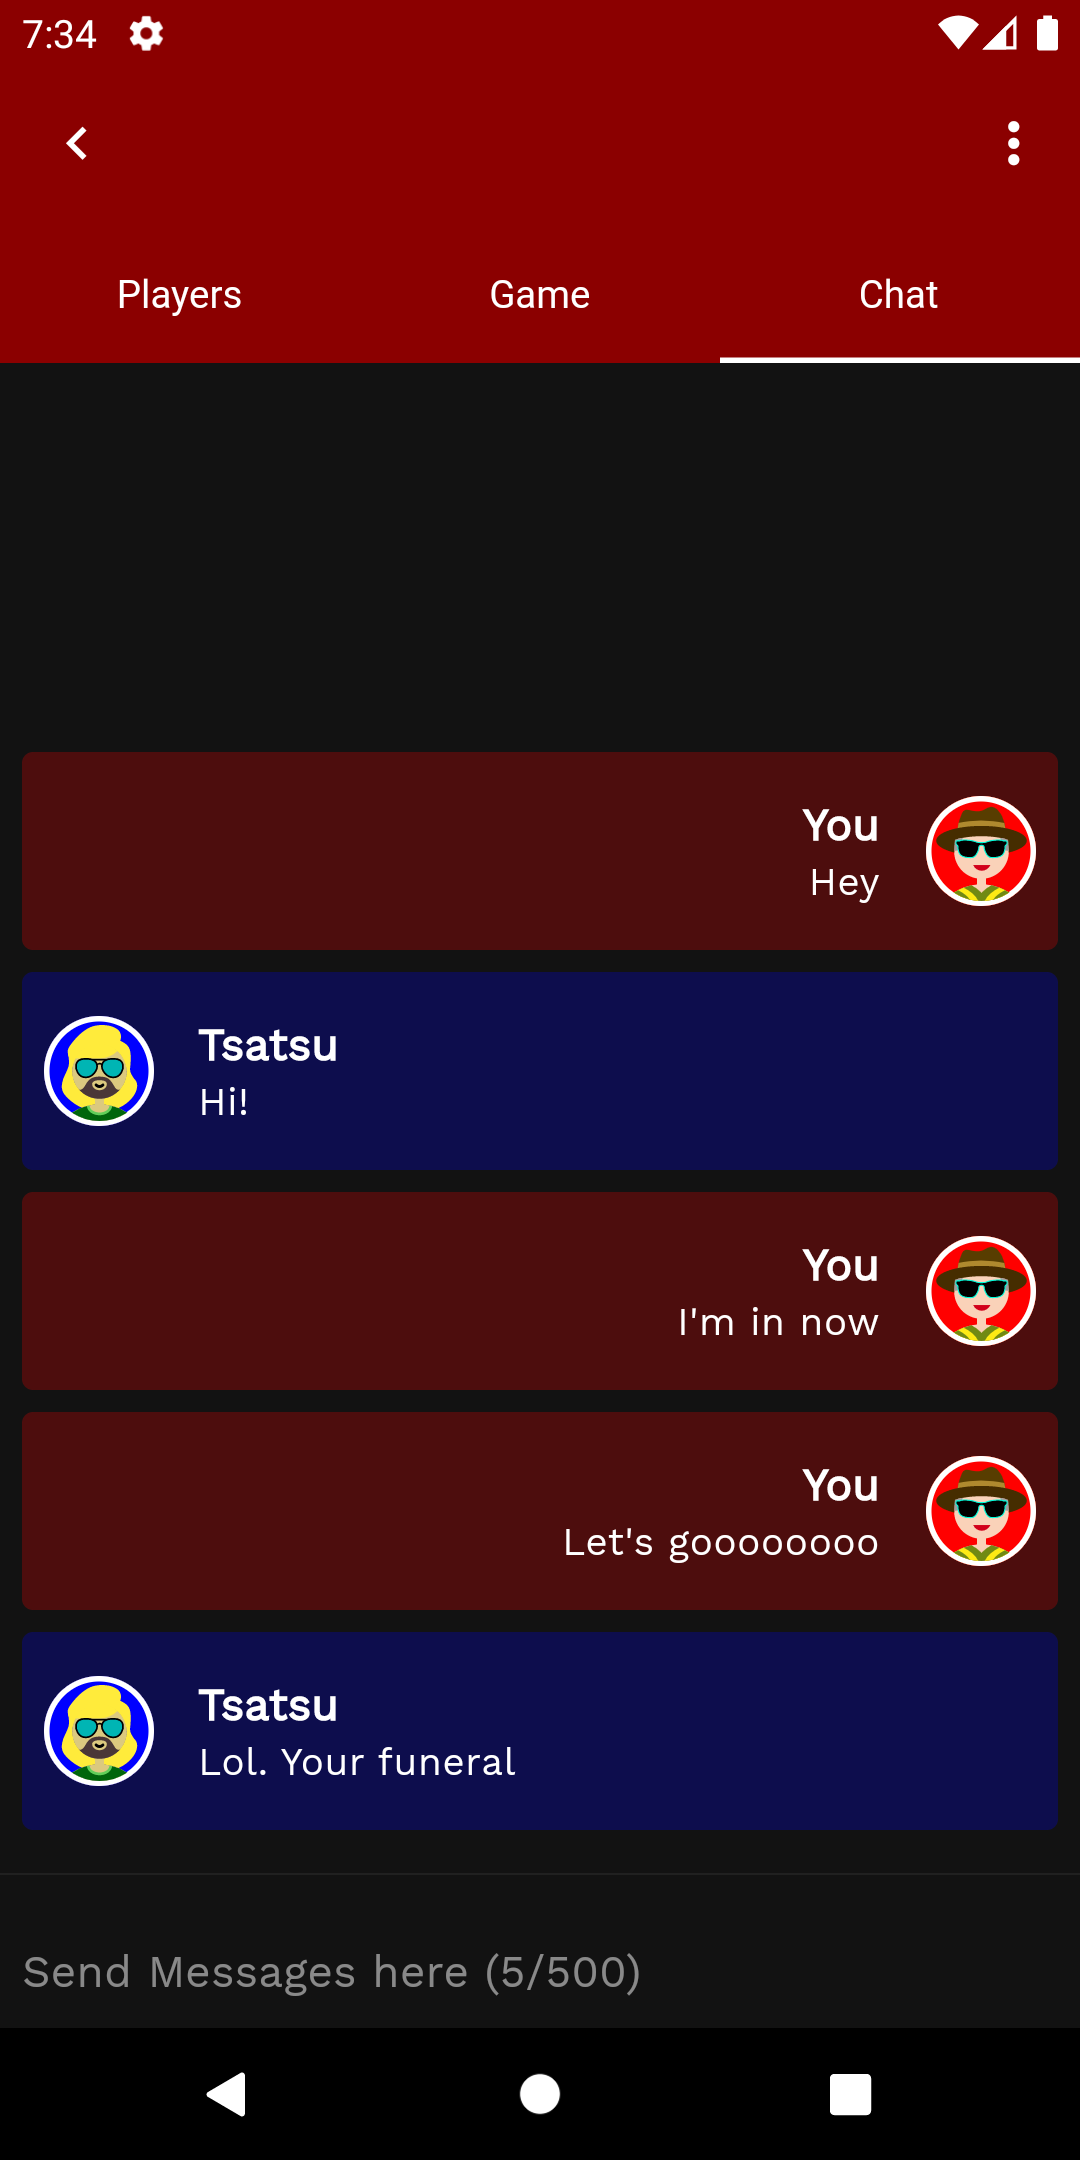 7:34
Players Game Chat
You
Hey
Tsatsu
Hi!
You
I'm in now
You
Let's goooooooo
Tsatsu
Lol. Your funeral
Send Messages here (5/500)